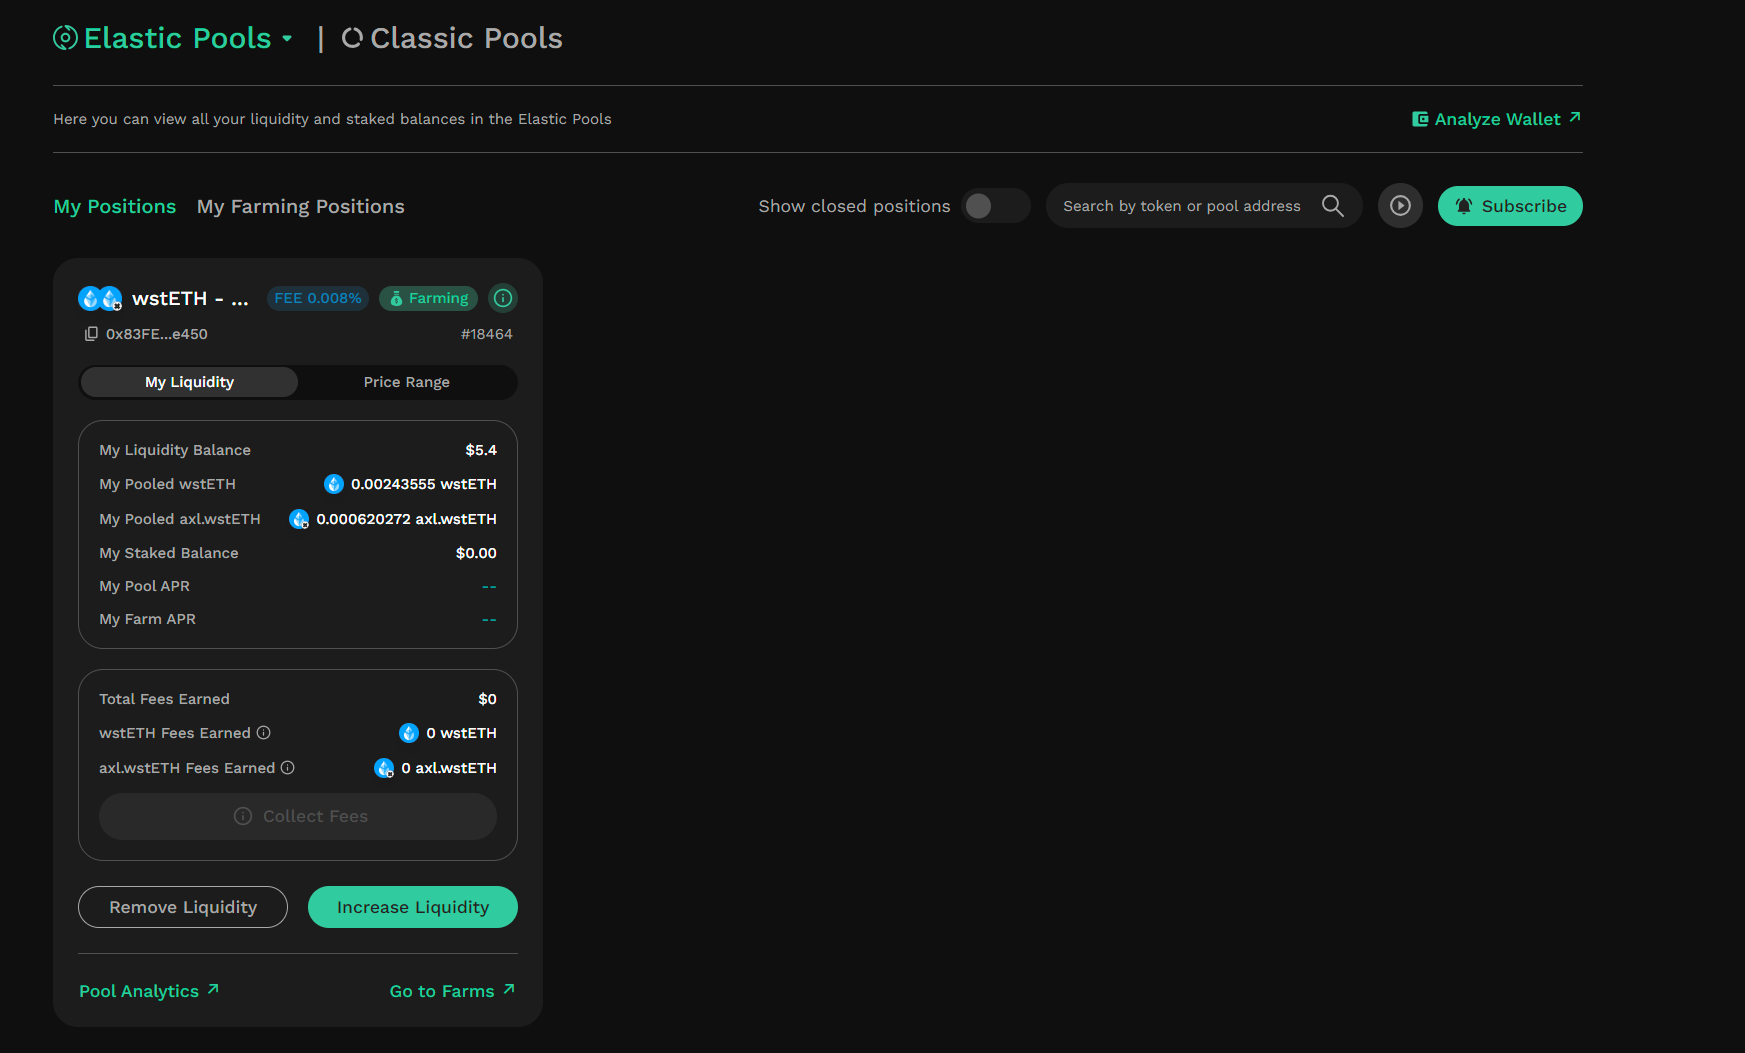 Elastic Pools | Classic Pools
Here you can view all your liquidity and staked balances in the Elastic Pools
Analyze Wallet
My Positions My Farming Positions
Show closed positions
Search by token or pool address
Subscribe
wstETH - ... FEE 0.008% Farming
0x83FE...e450 #18464
My Liquidity Price Range
My Liquidity Balance $5.4
My Pooled wstETH 0.00243555 wstETH
My Pooled axl.wstETH 0.000620272 axl.wstETH
My Staked Balance $0.00
My Pool APR --
My Farm APR --
Total Fees Earned $0
wstETH Fees Earned 0 wstETH
axl.wstETH Fees Earned 0 axl.wstETH
Collect Fees
Remove Liquidity Increase Liquidity
Pool Analytics Go to Farms